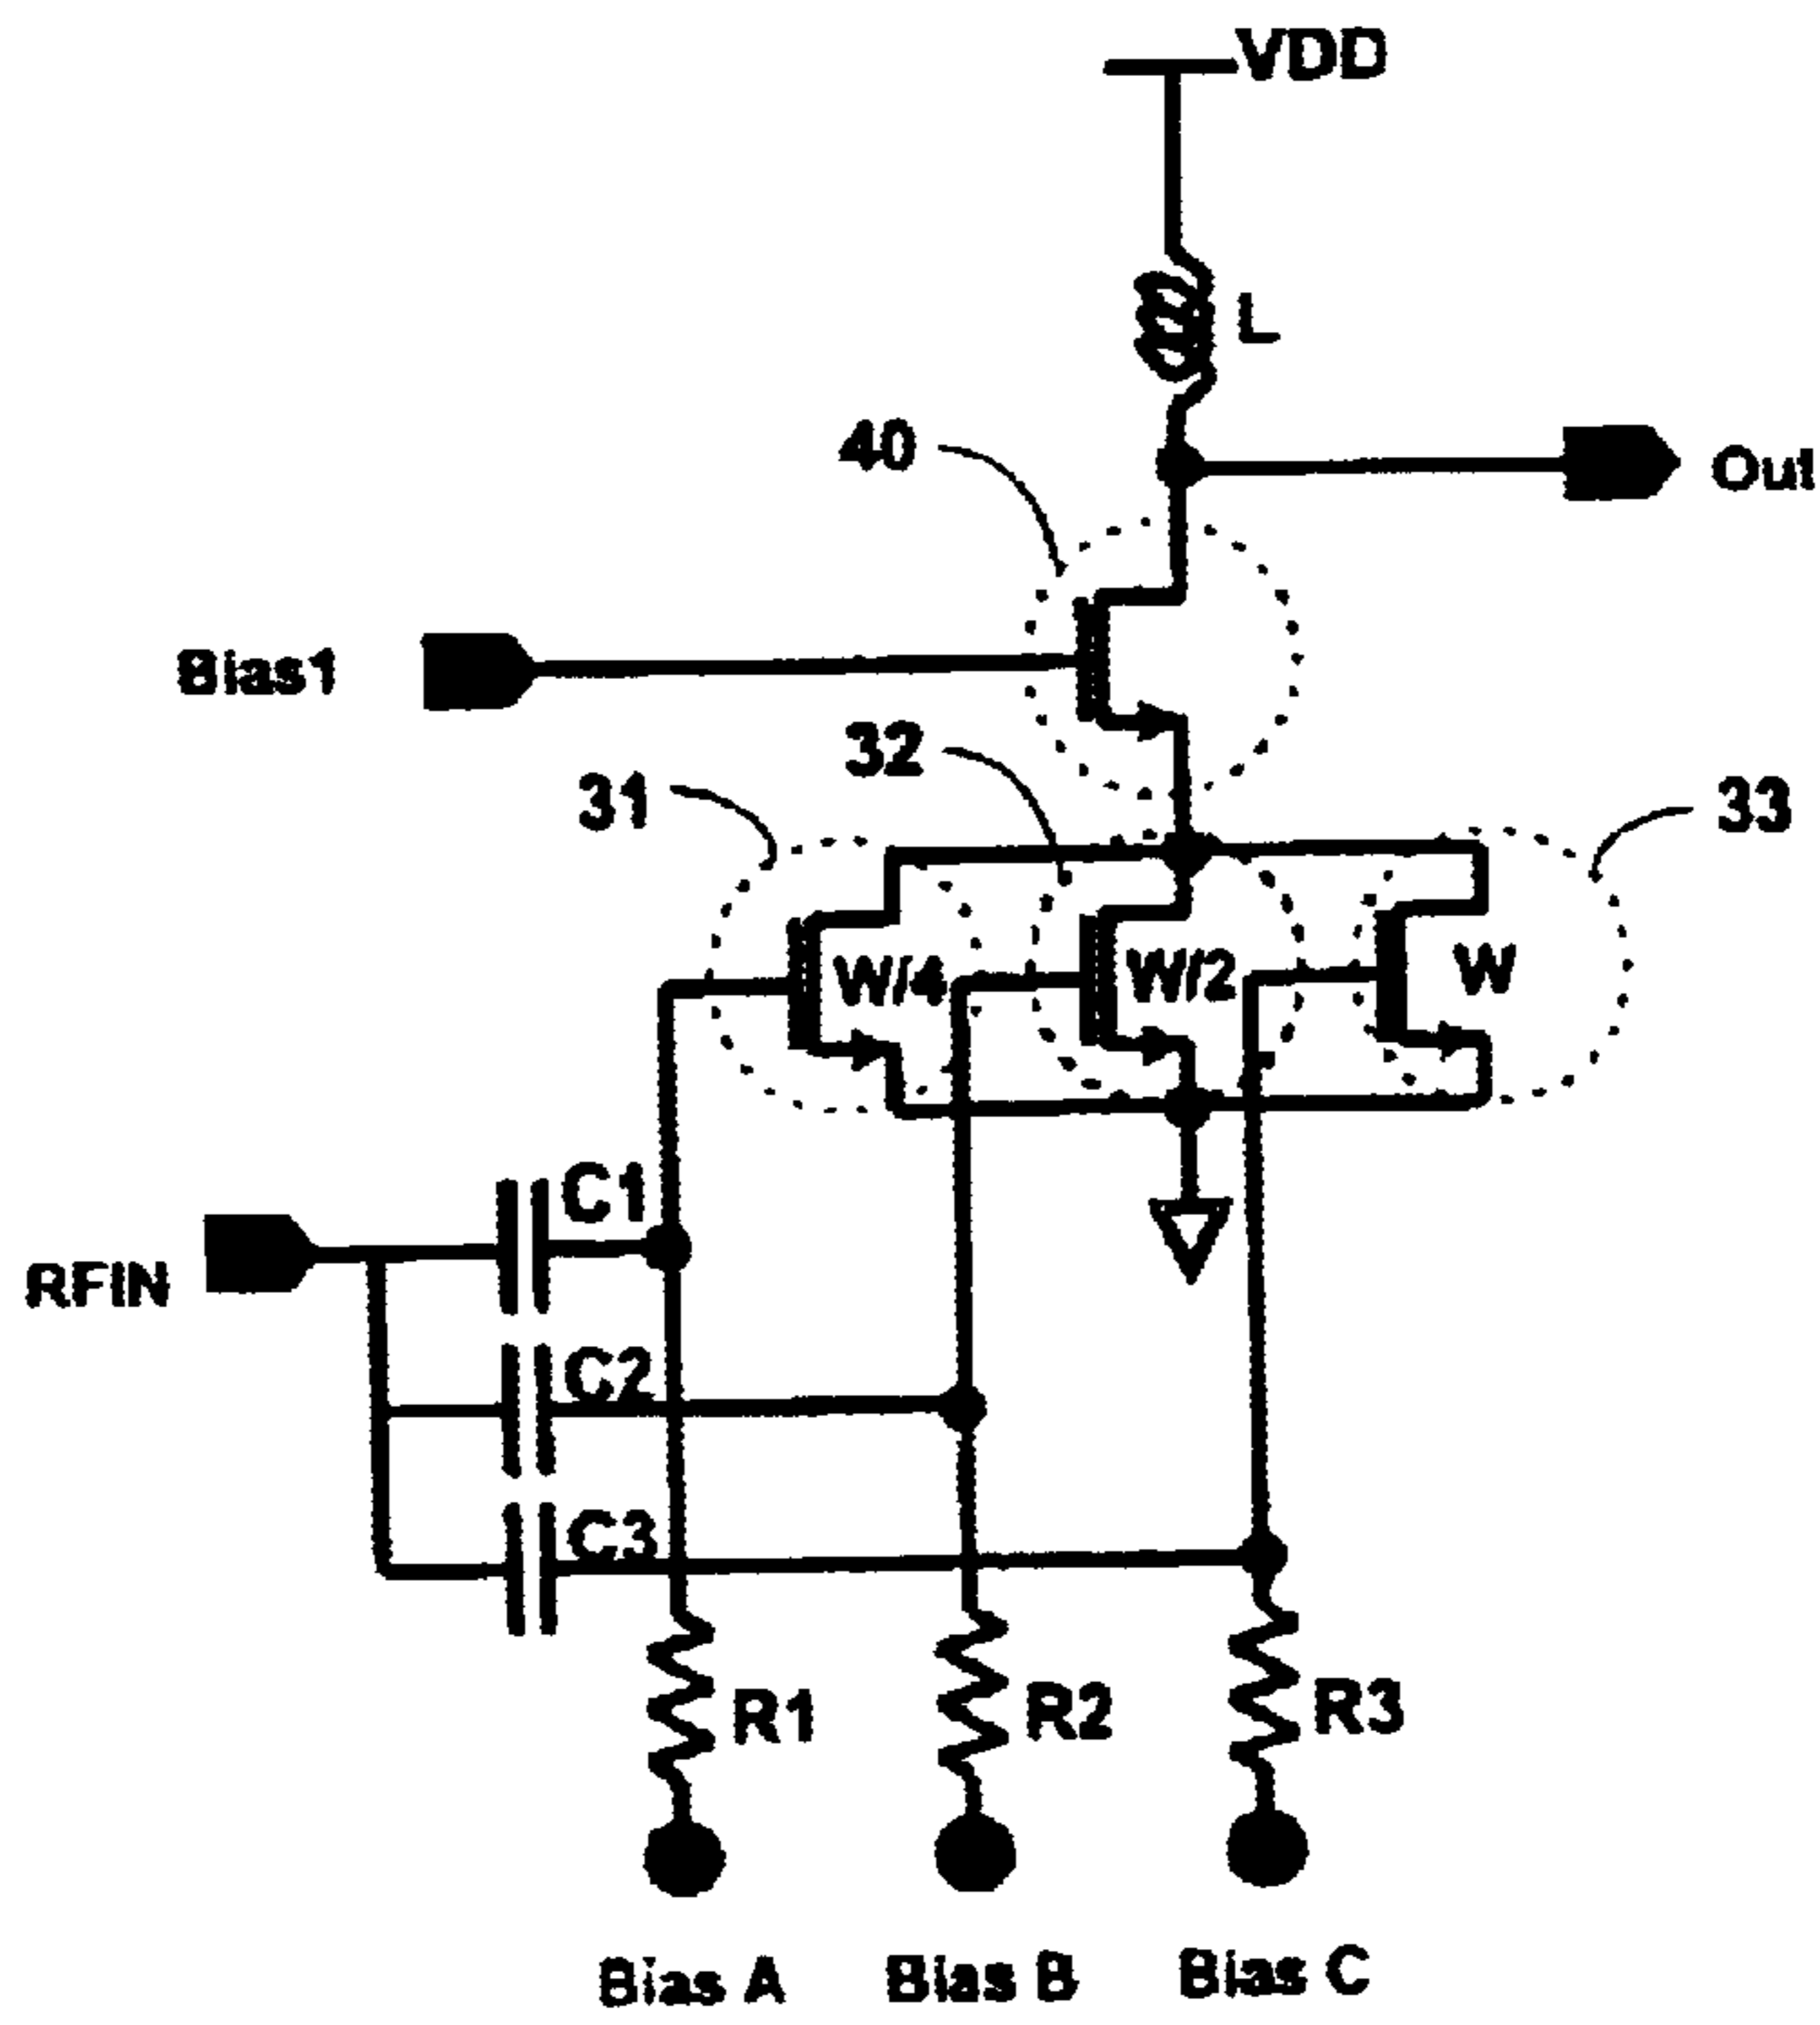 VDD
L
40
Out
Bias1
32
31
33
W/4
W/2
W
C1
RFIN
C2
C3
R1
R2
R3
Bias A
Bias B
Bias C